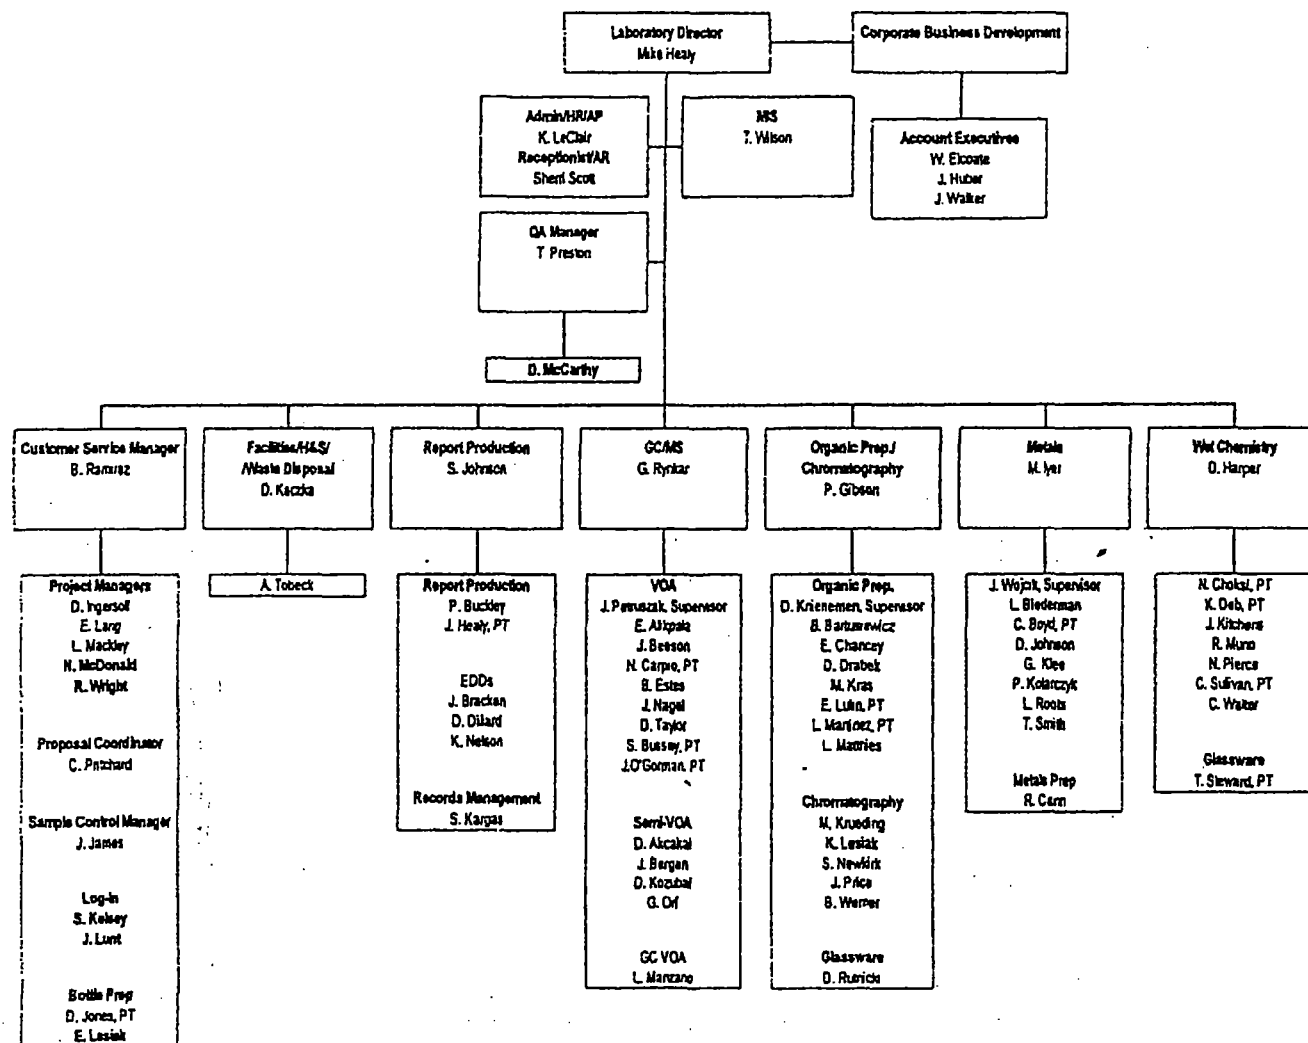 Laboratory Director
Mike Healy
Corporate Business Development
Admin/HR/AP
K. LeClair
Receptionist/AR
Sherri Scott
MIS
T. Wilson
Account Executives
W. Elcoate
J. Huber
J. Walker
QA Manager
T. Preston
D. McCarthy
Customer Service Manager
B. Ramirez
Facilities/H&S/
/Waste Disposal
D. Kaczka
Report Production
S. Johnson
GC/MS
G. Rynkar
Organic Prep./
Chromatography
P. Gibson
Metals
M. Iyer
Wet Chemistry
D. Harper
Project Managers
D. Ingersoll
E. Lang
L. Mackley
N. McDonald
R. Wright
Proposal Coordinator
C. Pritchard
Sample Control Manager
J. James
Log-In
S. Kelsey
J. Lunt
Bottle Prep
D. Jones, PT
E. Lesiak
A. Tobeck
Report Production
P. Buckley
J. Healy, PT
EDDs
J. Bracken
D. Dillard
K. Nelson
Records Management
S. Kargas
VOA
J. Petruszak, Supervisor
E. Alkpala
J. Beeson
N. Carpio, PT
B. Estes
J. Nagel
D. Taylor
S. Bussey, PT
J.O'Gorman, PT
Semi-VOA
D. Akcakal
J. Bergan
D. Kozubal
G. Orf
GC VOA
L. Manzano
Organic Prep.
D. Krienemen, Supervisor
B. Bartusewicz
E. Chancey
D. Drabek
M. Kras
E. Luhn, PT
L. Martinez, PT
L. Mattries
Chromatography
M. Krueding
K. Lesiak
S. Newkirk
J. Price
B. Werner
Glassware
D. Rutnicki
J. Wojcik, Supervisor
L. Biederman
C. Boyd, PT
D. Johnson
G. Klee
P. Kolarczyk
L. Roots
T. Smith
Metals Prep
R. Cann
N. Choksi, PT
K. Deb, PT
J. Kitchens
R. Muno
N. Pierce
C. Sullivan, PT
C. Walter
Glassware
T. Steward, PT